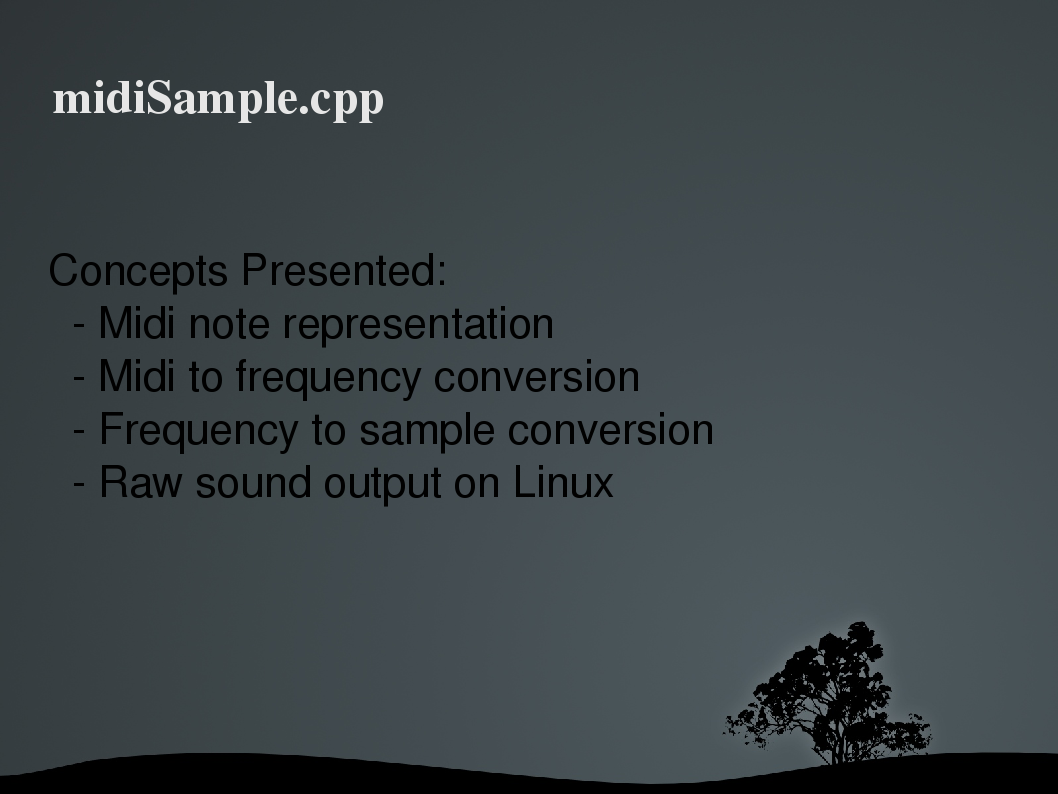 midiSample.cpp
Concepts Presented:
- Midi note representation
- Midi to frequency conversion
- Frequency to sample conversion
- Raw sound output on Linux